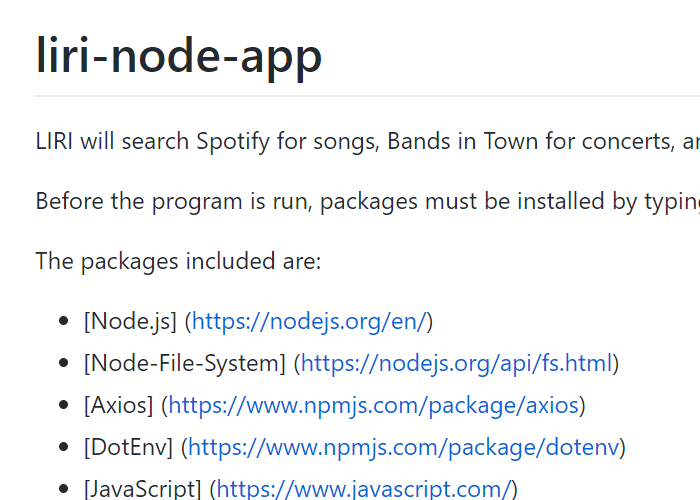 liri-node-app
LIRI will search Spotify for songs, Bands in Town for concerts,
Before the program is run, packages must be installed by typing
The packages included are:
[Node.js] (https://nodejs.org/en/)
[Node-File-System] (https://nodejs.org/api/fs.html)
[Axios] (https://www.npmjs.com/package/axios)
[DotEnv] (https://www.npmjs.com/package/dotenv)
[JavaScript] (https://www.javascript.com/)